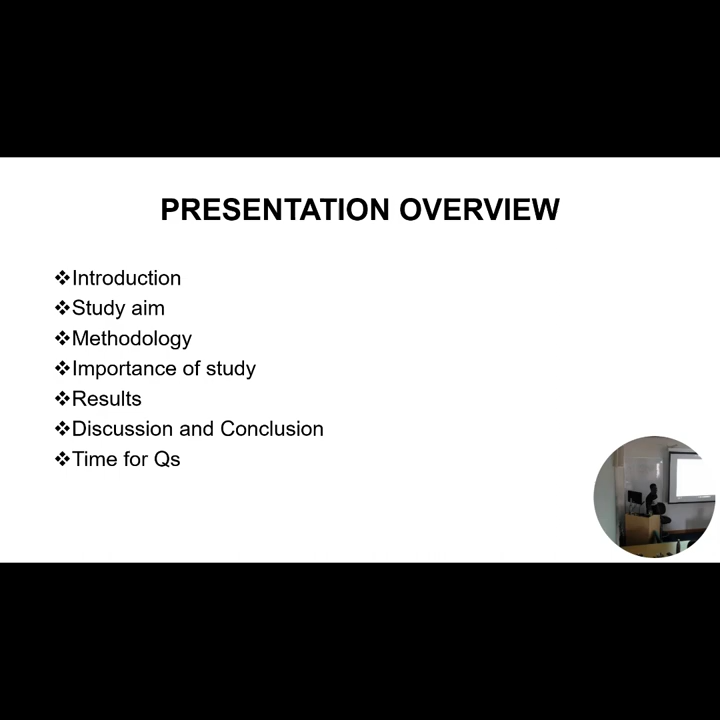 PRESENTATION OVERVIEW
❖Introduction
❖Study aim
❖Methodology
❖Importance of study
❖Results
❖Discussion and Conclusion
❖Time for Qs